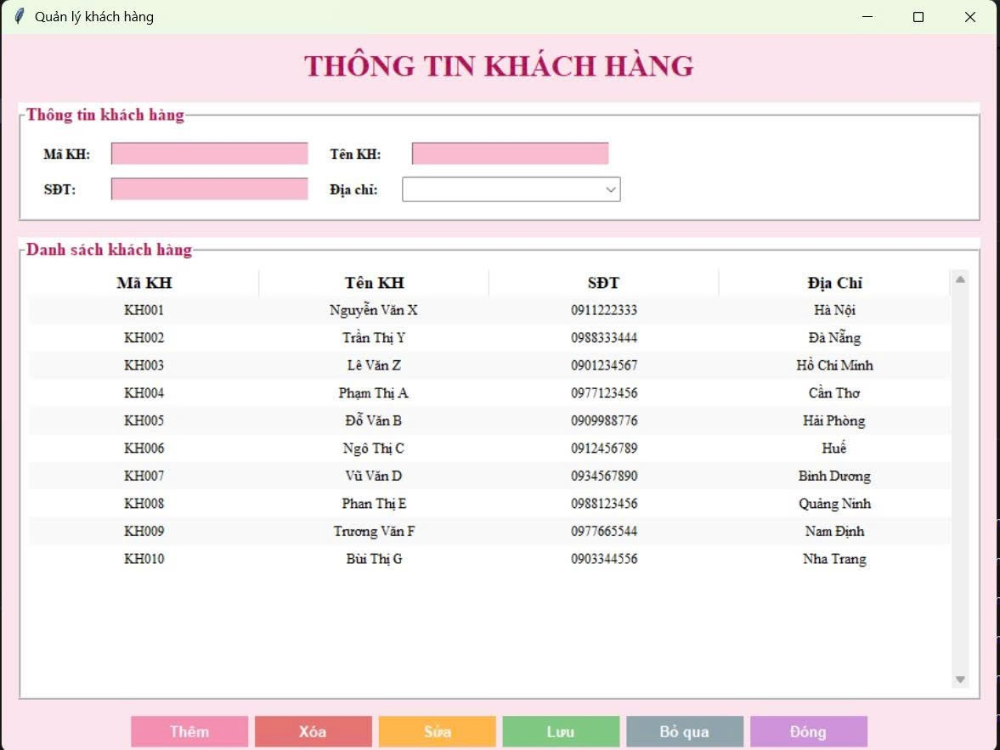 Quản lý khách hàng
THÔNG TIN KHÁCH HÀNG
Thông tin khách hàng
Mã KH: Tên KH:
SĐT: Địa chỉ:
Danh sách khách hàng
Mã KH Tên KH SĐT Địa Chỉ
KH001 Nguyễn Văn X 0911222333 Hà Nội
KH002 Trần Thị Y 0988333444 Đà Nẵng
KH003 Lê Văn Z 0901234567 Hồ Chí Minh
KH004 Phạm Thị A 0977123456 Cần Thơ
KH005 Đỗ Văn B 0909988776 Hải Phòng
KH006 Ngô Thị C 0912456789 Huế
KH007 Vũ Văn D 0934567890 Bình Dương
KH008 Phan Thị E 0988123456 Quảng Ninh
KH009 Trương Văn F 0977665544 Nam Định
KH010 Bùi Thị G 0903344556 Nha Trang
Thêm Xóa Sửa Lưu Bỏ qua Đóng